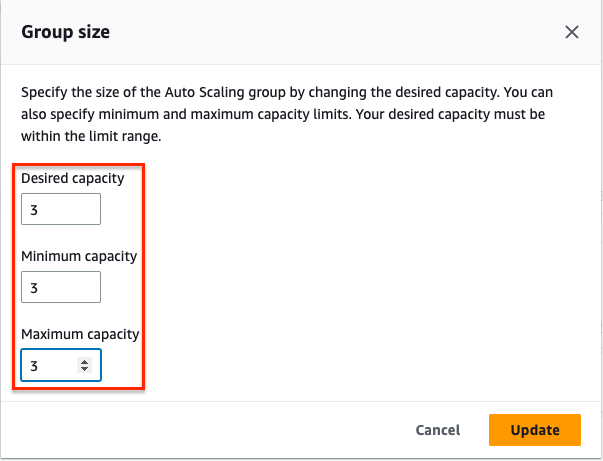 Group size
Specify the size of the Auto Scaling group by changing the desired capacity. You can
also specify minimum and maximum capacity limits. Your desired capacity must be
within the limit range.
Desired capacity
3
Minimum capacity
3
Maximum capacity
3
Cancel Update